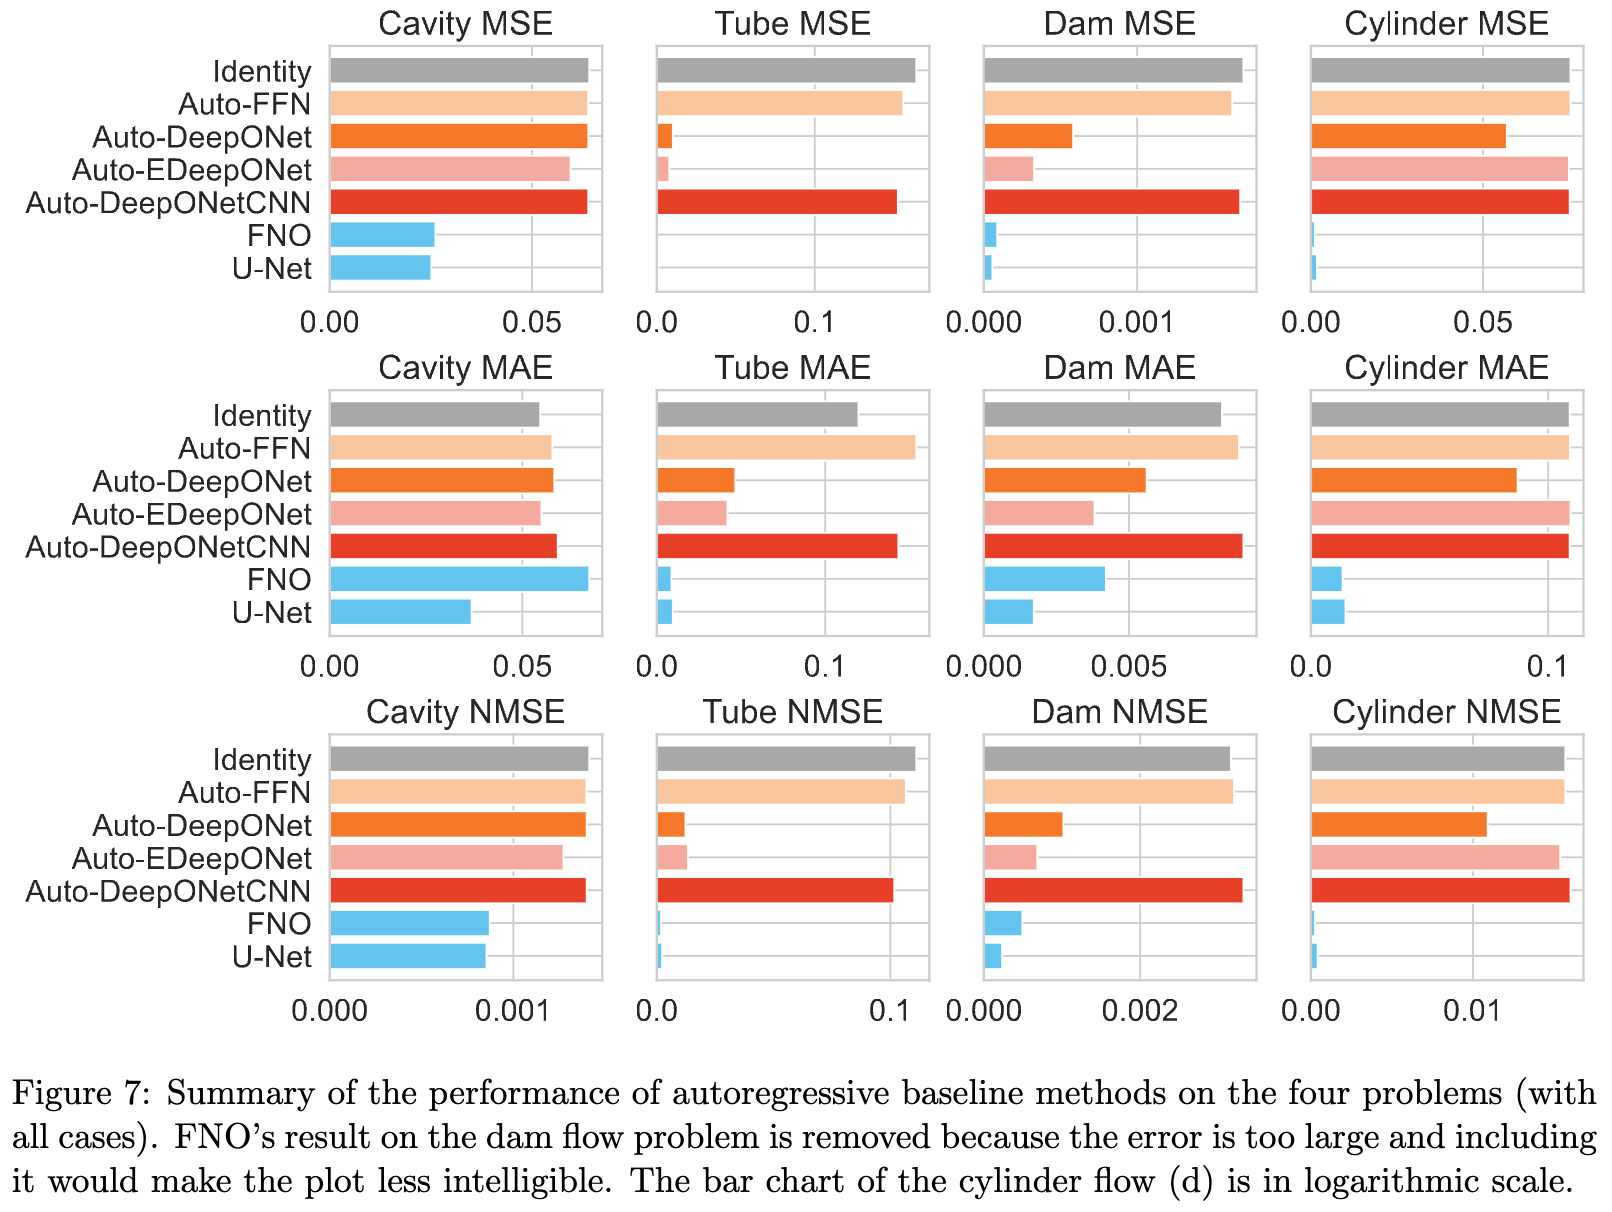 Cavity MSE Tube MSE Dam MSE Cylinder MSE
Identity
Auto-FFN
Auto-DeepONet
Auto-EDeepONet
Auto-DeepONetCNN
FNO
U-Net
0.00 0.05 0.0 0.1 0.000 0.001 0.00 0.05
Cavity MAE Tube MAE Dam MAE Cylinder MAE
Identity
Auto-FFN
Auto-DeepONet
Auto-EDeepONet
Auto-DeepONetCNN
FNO
U-Net
0.00 0.05 0.0 0.1 0.000 0.005 0.0 0.1
Cavity NMSE Tube NMSE Dam NMSE Cylinder NMSE
Identity
Auto-FFN
Auto-DeepONet
Auto-EDeepONet
Auto-DeepONetCNN
FNO
U-Net
0.000 0.001 0.0 0.1 0.000 0.002 0.00 0.01
Figure 7: Summary of the performance of autoregressive baseline methods on the four problems (with
all cases). FNO's result on the dam flow problem is removed because the error is too large and including
it would make the plot less intelligible. The bar chart of the cylinder flow (d) is in logarithmic scale.